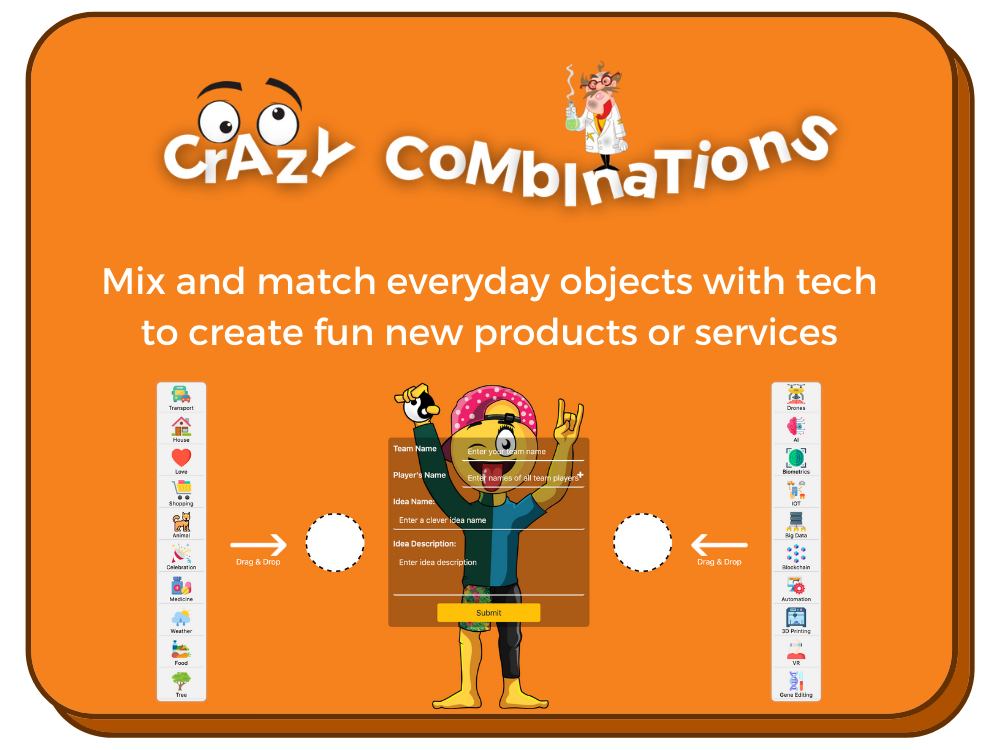 CrAzY CoMbInaTionS
Mix and match everyday objects with tech
to create fun new products or services
Transport
House
Love
Shopping
Animal
Celebration
Medicine
Weather
Food
Tree
Drag & Drop
Team Name
Enter your team name
Player's Name
Enter names of all team players
+
Idea Name:
Enter a clever idea name
Idea Description:
Enter idea description
Submit
Drag & Drop
Drones
AI
Biometrics
IOT
Big Data
Blockchain
Automation
3D Printing
VR
Gene Editing